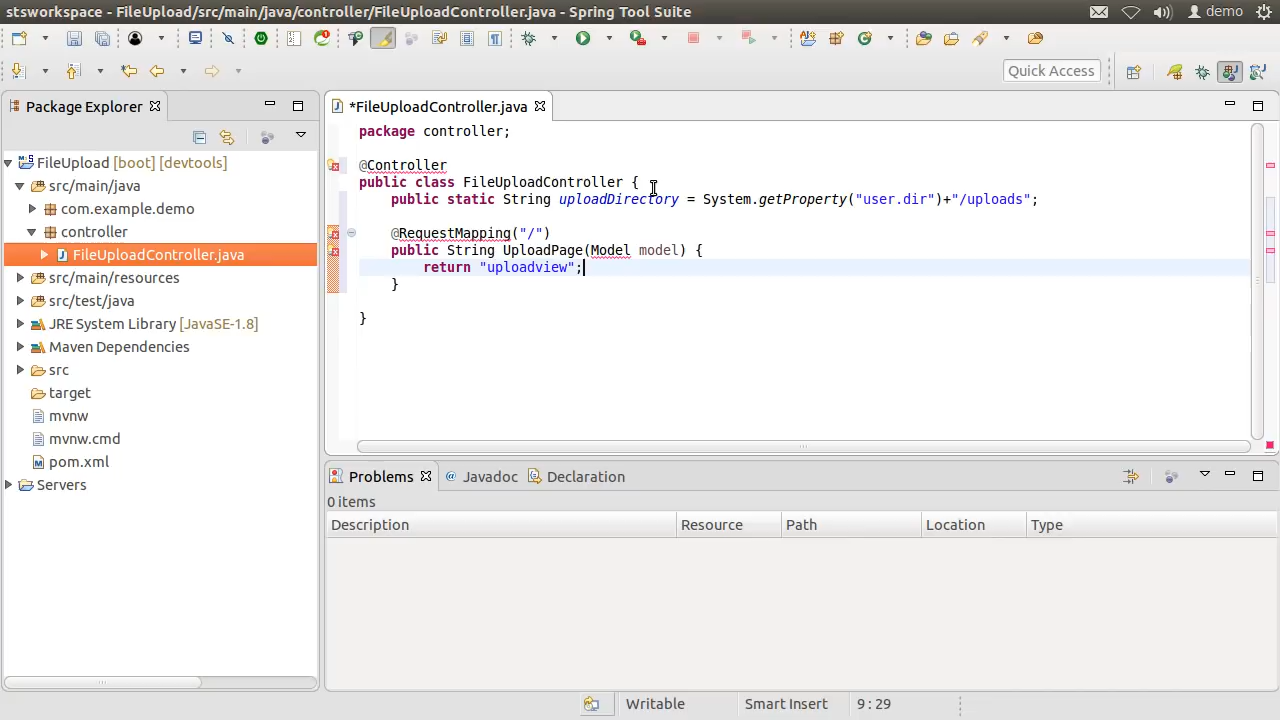 stsworkspace - FileUpload/src/main/java/controller/FileUploadController.java - Spring Tool Suite
demo
Quick Access
Package Explorer
*FileUploadController.java
FileUpload [boot] [devtools]
src/main/java
com.example.demo
controller
FileUploadController.java
src/main/resources
src/test/java
JRE System Library [JavaSE-1.8]
Maven Dependencies
src
target
mvnw
mvnw.cmd
pom.xml
Servers
package controller;
@Controller
public class FileUploadController {
public static String uploadDirectory = System.getProperty("user.dir")+"/uploads";
@RequestMapping("/")
public String UploadPage(Model model) {
return "uploadview";
}
}
Problems
@ Javadoc
Declaration
0 items
Description Resource Path Location Type
Writable
Smart Insert
9 : 29